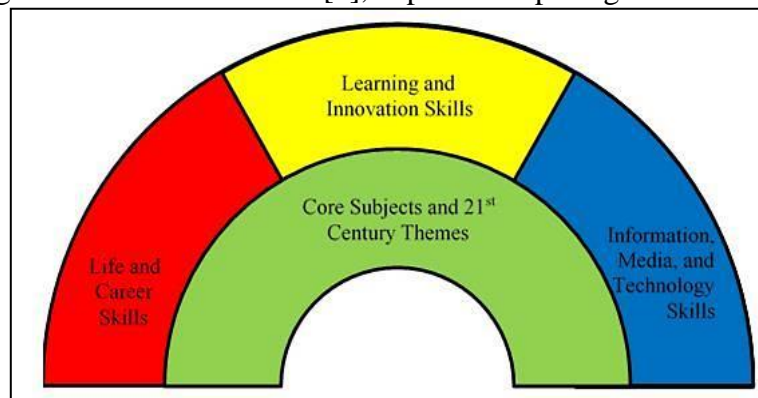 Learning and
Innovation Skills
Core Subjects and 21st
Century Themes
Life and
Career
Skills
Information,
Media, and
Technology
Skills